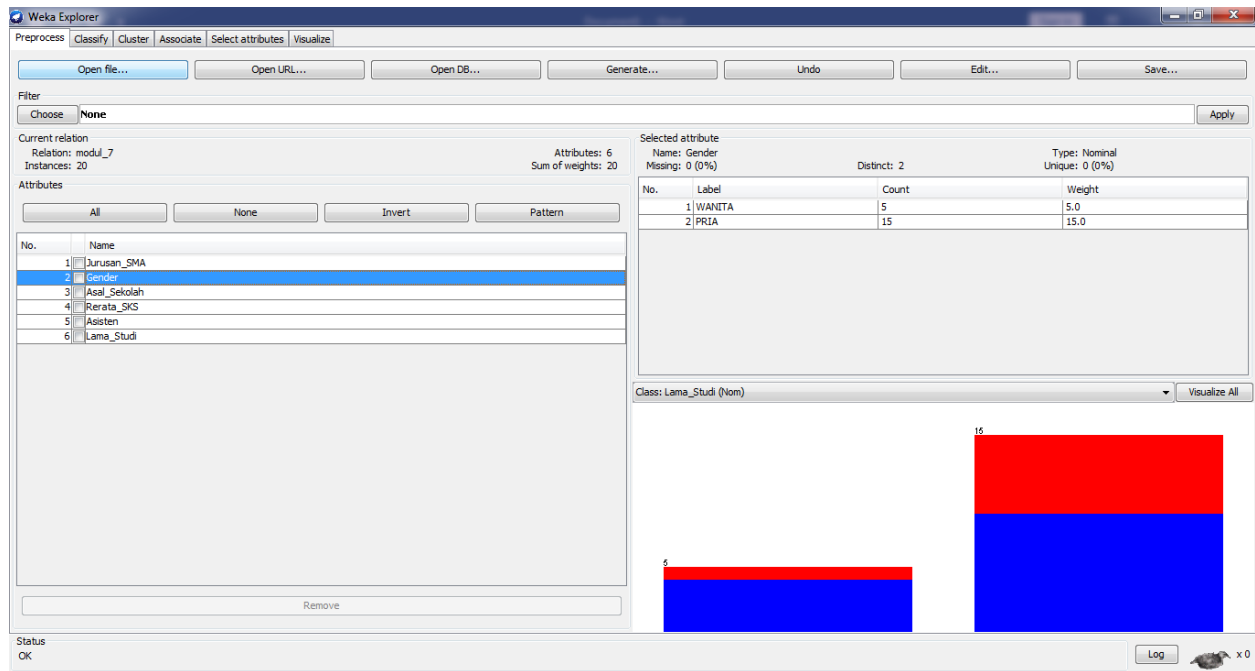 Weka Explorer
Preprocess Classify Cluster Associate Select attributes Visualize
Open file... Open URL... Open DB... Generate... Undo Edit... Save...
Filter
Choose None Apply
Current relation
Relation: modul_7 Attributes: 6
Instances: 20 Sum of weights: 20
Attributes
All None Invert Pattern
No. Name
1 Jurusan_SMA
2 Gender
3 Asal_Sekolah
4 Rerata_SKS
5 Asisten
6 Lama_Studi
Remove
Selected attribute
Name: Gender Type: Nominal
Missing: 0 (0%) Distinct: 2 Unique: 0 (0%)
No. Label Count Weight
1 WANITA 5 5.0
2 PRIA 15 15.0
Class: Lama_Studi (Nom) Visualize All
15
5
Status
OK Log x 0